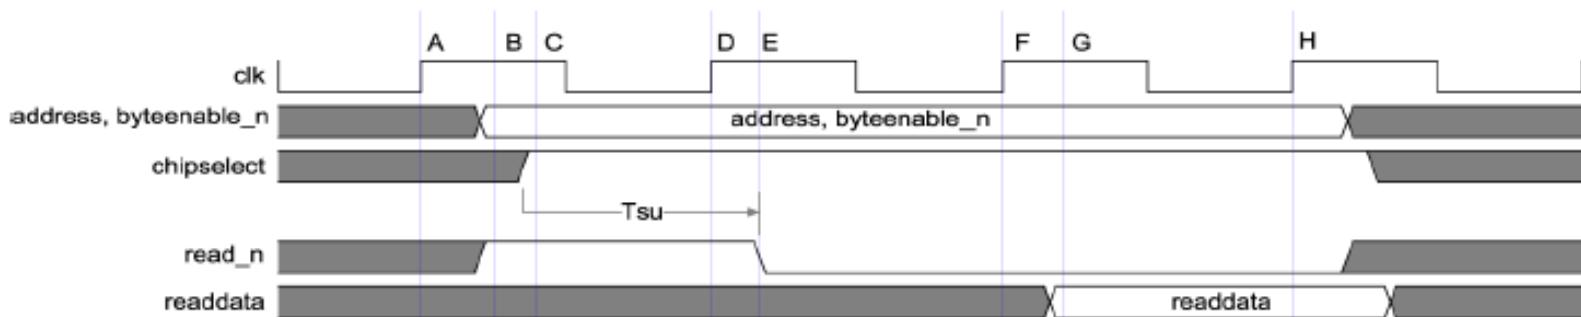 A B C D E F G H
clk
address, byteenable_n address, byteenable_n
chipselect
Tsu
read_n
readdata readdata